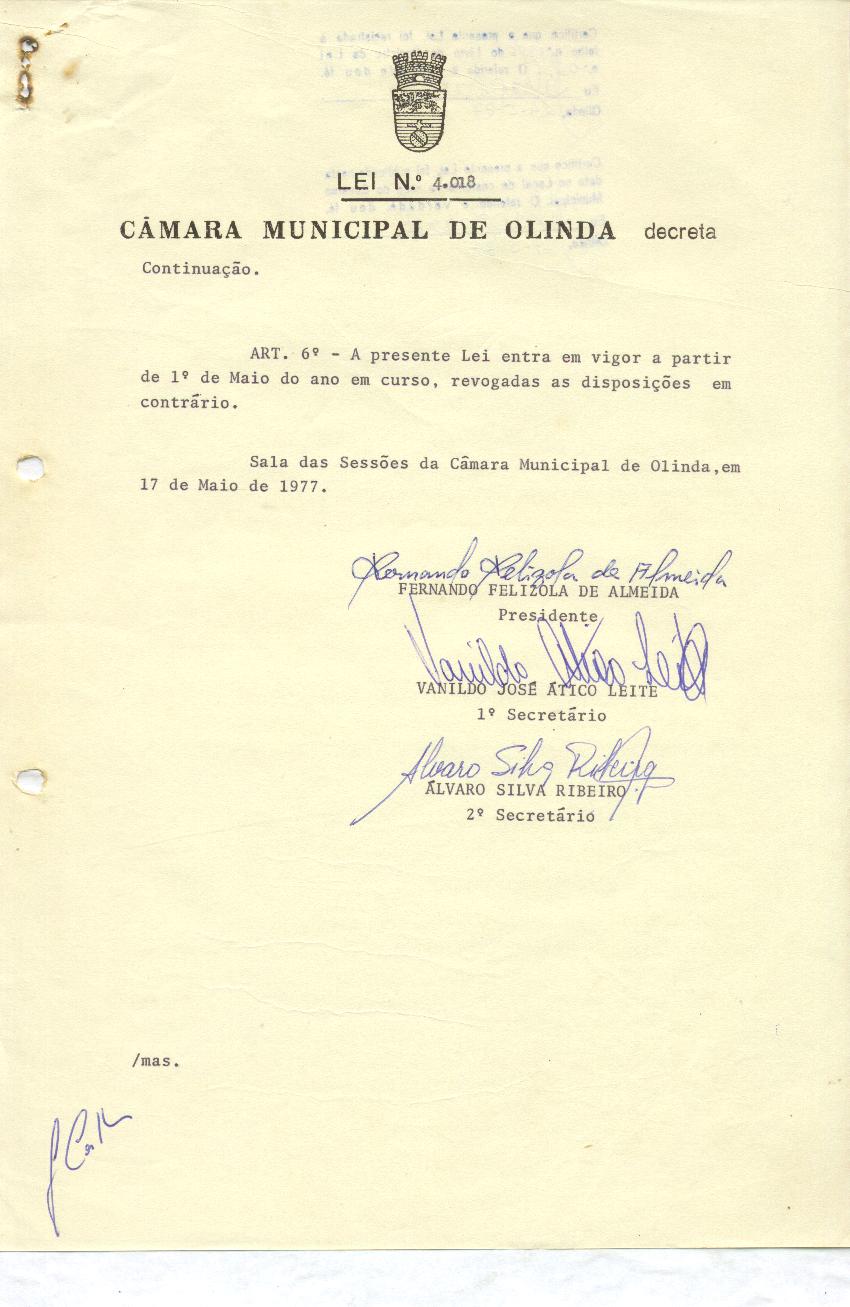 LEI N.º 4.018
CÂMARA MUNICIPAL DE OLINDA decreta
Continuação.
ART. 6º - A presente Lei entra em vigor a partir
de 1º de Maio do ano em curso, revogadas as disposições em
contrário.
Sala das Sessões da Câmara Municipal de Olinda,em
17 de Maio de 1977.
Fernando Felizola de Almeida
FERNANDO FELIZOLA DE ALMEIDA
Presidente
Vanildo Ático Leite
VANILDO JOSÉ ÁTICO LEITE
1º Secretário
Alvaro Silva Ribeiro
ÁLVARO SILVA RIBEIRO
2º Secretário
/mas.